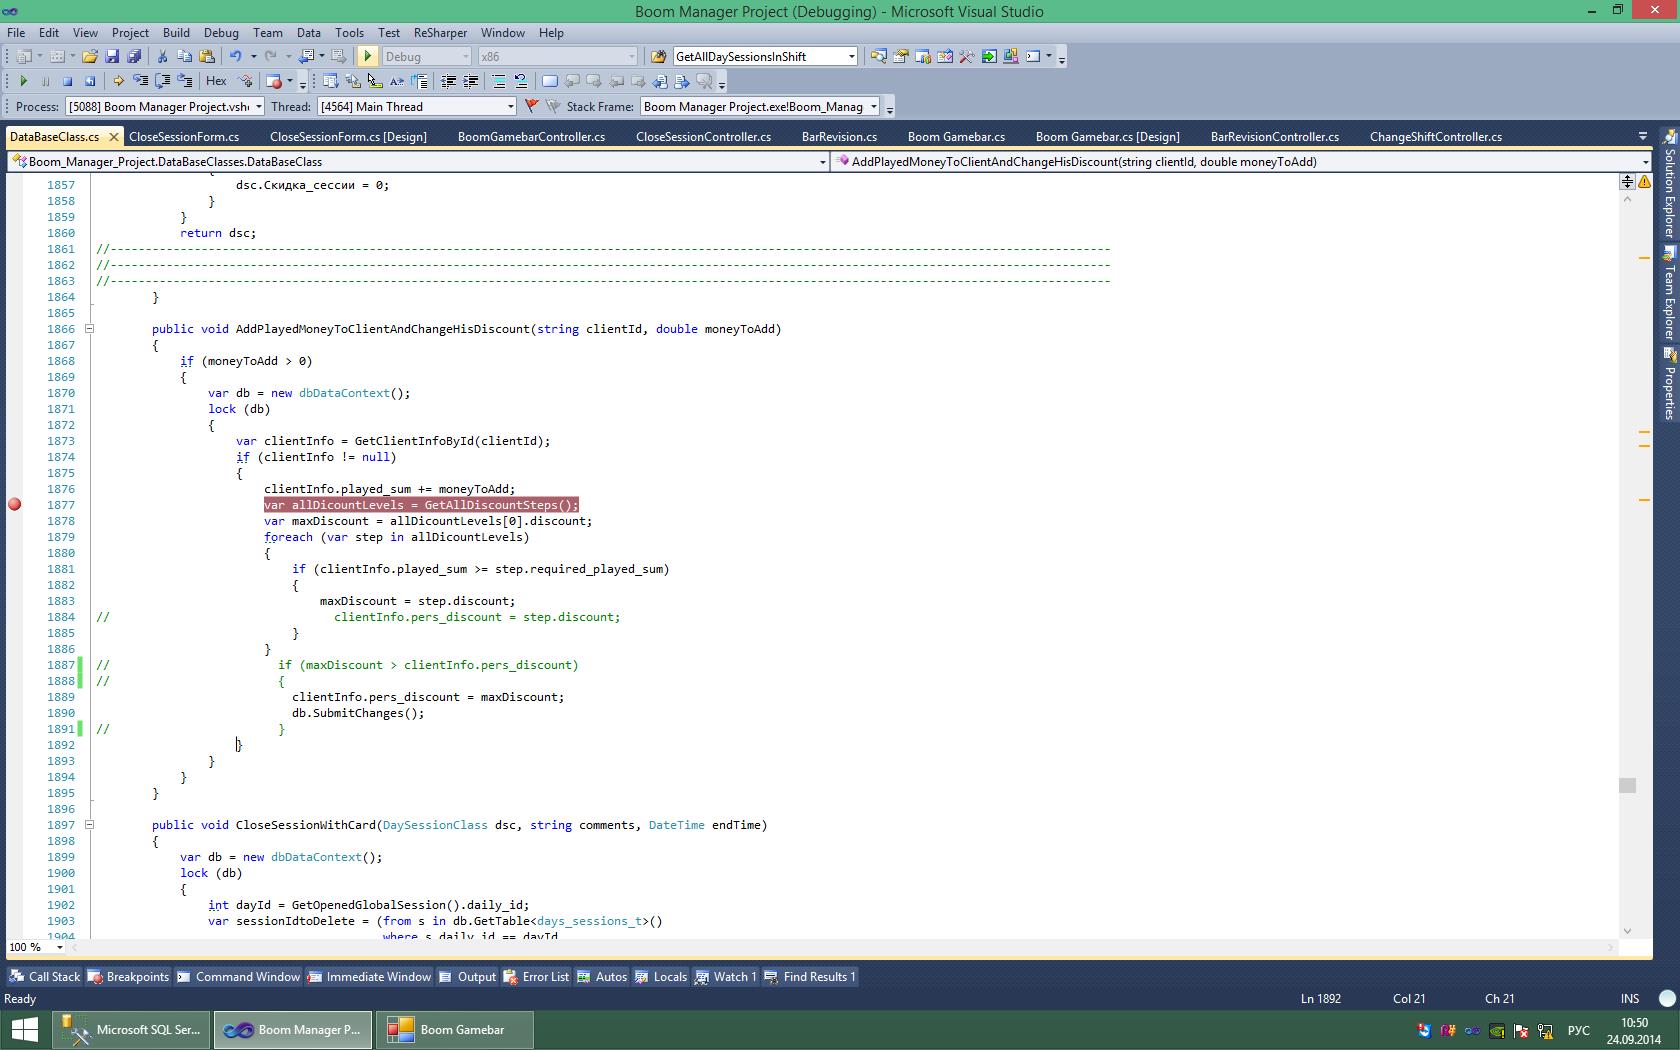 Boom Manager Project (Debugging) - Microsoft Visual Studio
File Edit View Project Build Debug Team Data Tools Test ReSharper Window Help
Debug x86 GetAllDaySessionsInShift
Hex
Process: [5088] Boom Manager Project.vsh Thread: [4564] Main Thread Stack Frame: Boom Manager Project.exe!Boom_Manag
DataBaseClass.cs CloseSessionForm.cs CloseSessionForm.cs [Design] BoomGamebarController.cs CloseSessionController.cs BarRevision.cs Boom Gamebar.cs Boom Gamebar.cs [Design] BarRevisionController.cs ChangeShiftController.cs
Boom_Manager_Project.DataBaseClasses.DataBaseClass AddPlayedMoneyToClientAndChangeHisDiscount(string clientId, double moneyToAdd)
Solution Explorer
Team Explorer
Properties
{
1857 dsc.Скидка_сессии = 0;
1858 }
1859 }
1860 return dsc;
1861 //-----------------------------------------------------------------------------------------------------------------------------------------------
1862 //-----------------------------------------------------------------------------------------------------------------------------------------------
1863 //-----------------------------------------------------------------------------------------------------------------------------------------------
1864 }
1865
1866 public void AddPlayedMoneyToClientAndChangeHisDiscount(string clientId, double moneyToAdd)
1867 {
1868 if (moneyToAdd > 0)
1869 {
1870 var db = new dbDataContext();
1871 lock (db)
1872 {
1873 var clientInfo = GetClientInfoById(clientId);
1874 if (clientInfo != null)
1875 {
1876 clientInfo.played_sum += moneyToAdd;
1877 var allDicountLevels = GetAllDiscountSteps();
1878 var maxDiscount = allDicountLevels[0].discount;
1879 foreach (var step in allDicountLevels)
1880 {
1881 if (clientInfo.played_sum >= step.required_played_sum)
1882 {
1883 maxDiscount = step.discount;
1884 // clientInfo.pers_discount = step.discount;
1885 }
1886 }
1887 // if (maxDiscount > clientInfo.pers_discount)
1888 // {
1889 clientInfo.pers_discount = maxDiscount;
1890 db.SubmitChanges();
1891 // }
1892 }
1893 }
1894 }
1895 }
1896
1897 public void CloseSessionWithCard(DaySessionClass dsc, string comments, DateTime endTime)
1898 {
1899 var db = new dbDataContext();
1900 lock (db)
1901 {
1902 int dayId = GetOpenedGlobalSession().daily_id;
1903 var sessionIdtoDelete = (from s in db.GetTable<days_sessions_t>()
1904 where s.daily_id == dayId
100 %
Call Stack Breakpoints Command Window Immediate Window Output Error List Autos Locals Watch 1 Find Results 1
Ready Ln 1892 Col 21 Ch 21 INS
Microsoft SQL Ser... Boom Manager P... Boom Gamebar РУС 10:50
24.09.2014